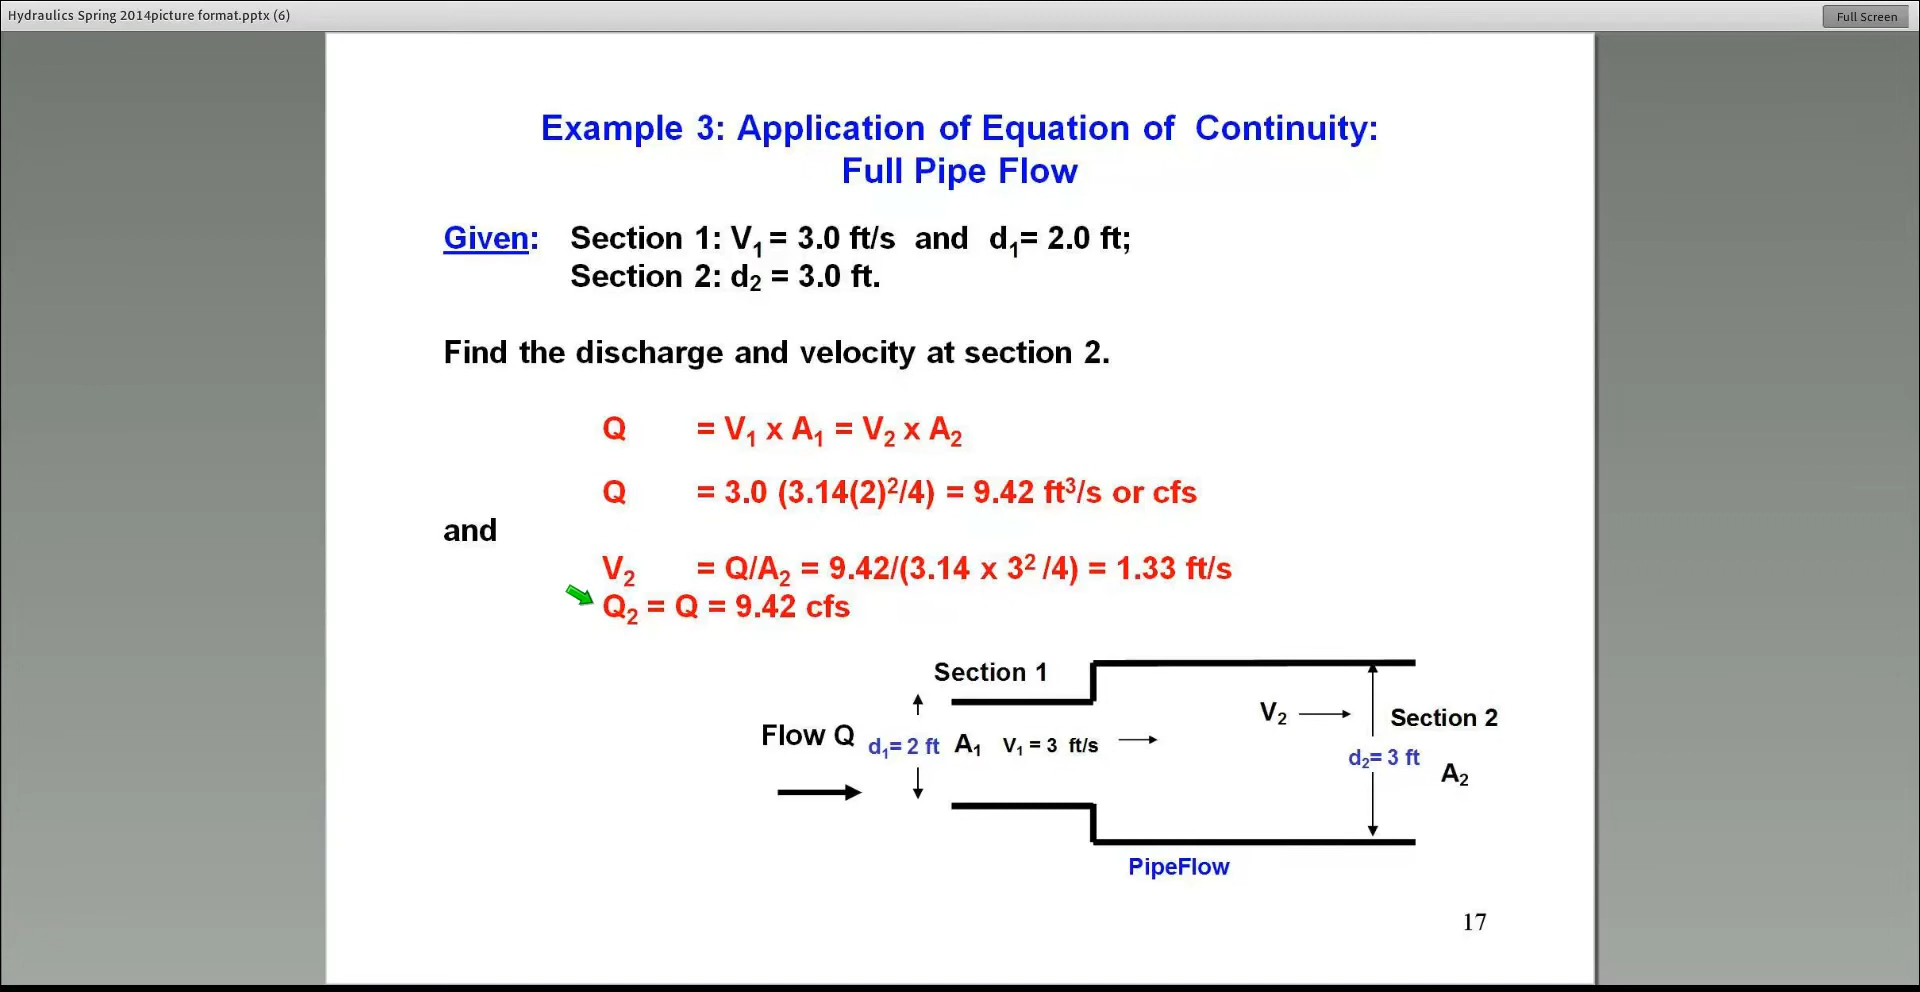 Hydraulics Spring 2014picture format.pptx (6)
Full Screen
Example 3: Application of Equation of Continuity:
Full Pipe Flow
Given: Section 1: V₁ = 3.0 ft/s and d₁= 2.0 ft;
Section 2: d₂ = 3.0 ft.
Find the discharge and velocity at section 2.
Q = V₁ x A₁ = V₂ x A₂
Q = 3.0 (3.14(2)²/4) = 9.42 ft³/s or cfs
and
V₂ = Q/A₂ = 9.42/(3.14 x 3² /4) = 1.33 ft/s
Q₂ = Q = 9.42 cfs
Section 1
Flow Q
d₁= 2 ft
A₁
V₁ = 3 ft/s
V₂
Section 2
d₂= 3 ft
A₂
PipeFlow
17